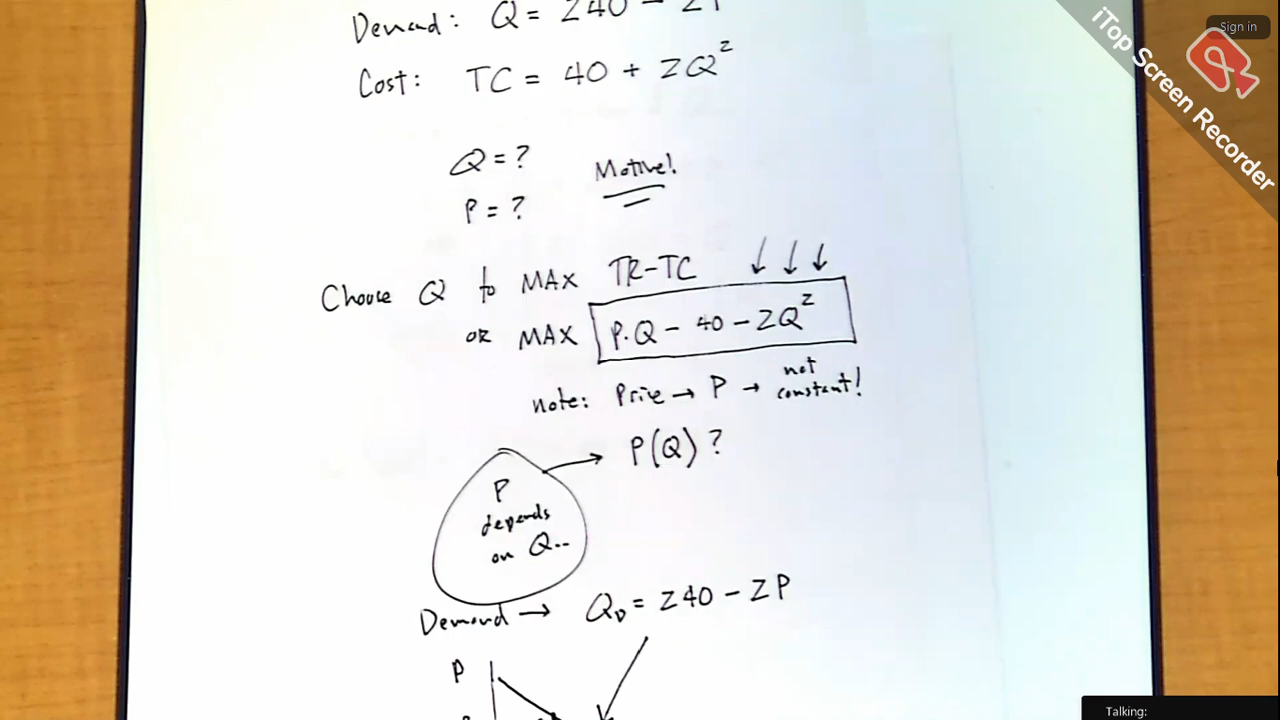 Demand: Q = 240 - 2P
Cost: TC = 40 + 2Q²
Q = ?
Motive!
P = ?
Choose Q to MAX TR-TC
OR MAX P·Q - 40 - 2Q²
note: Price → P → not constant!
P(Q) ?
P
depends
on Q..
Demand → Q_D = 240 - 2P
P
iTop Screen Recorder
Sign in
Talking: